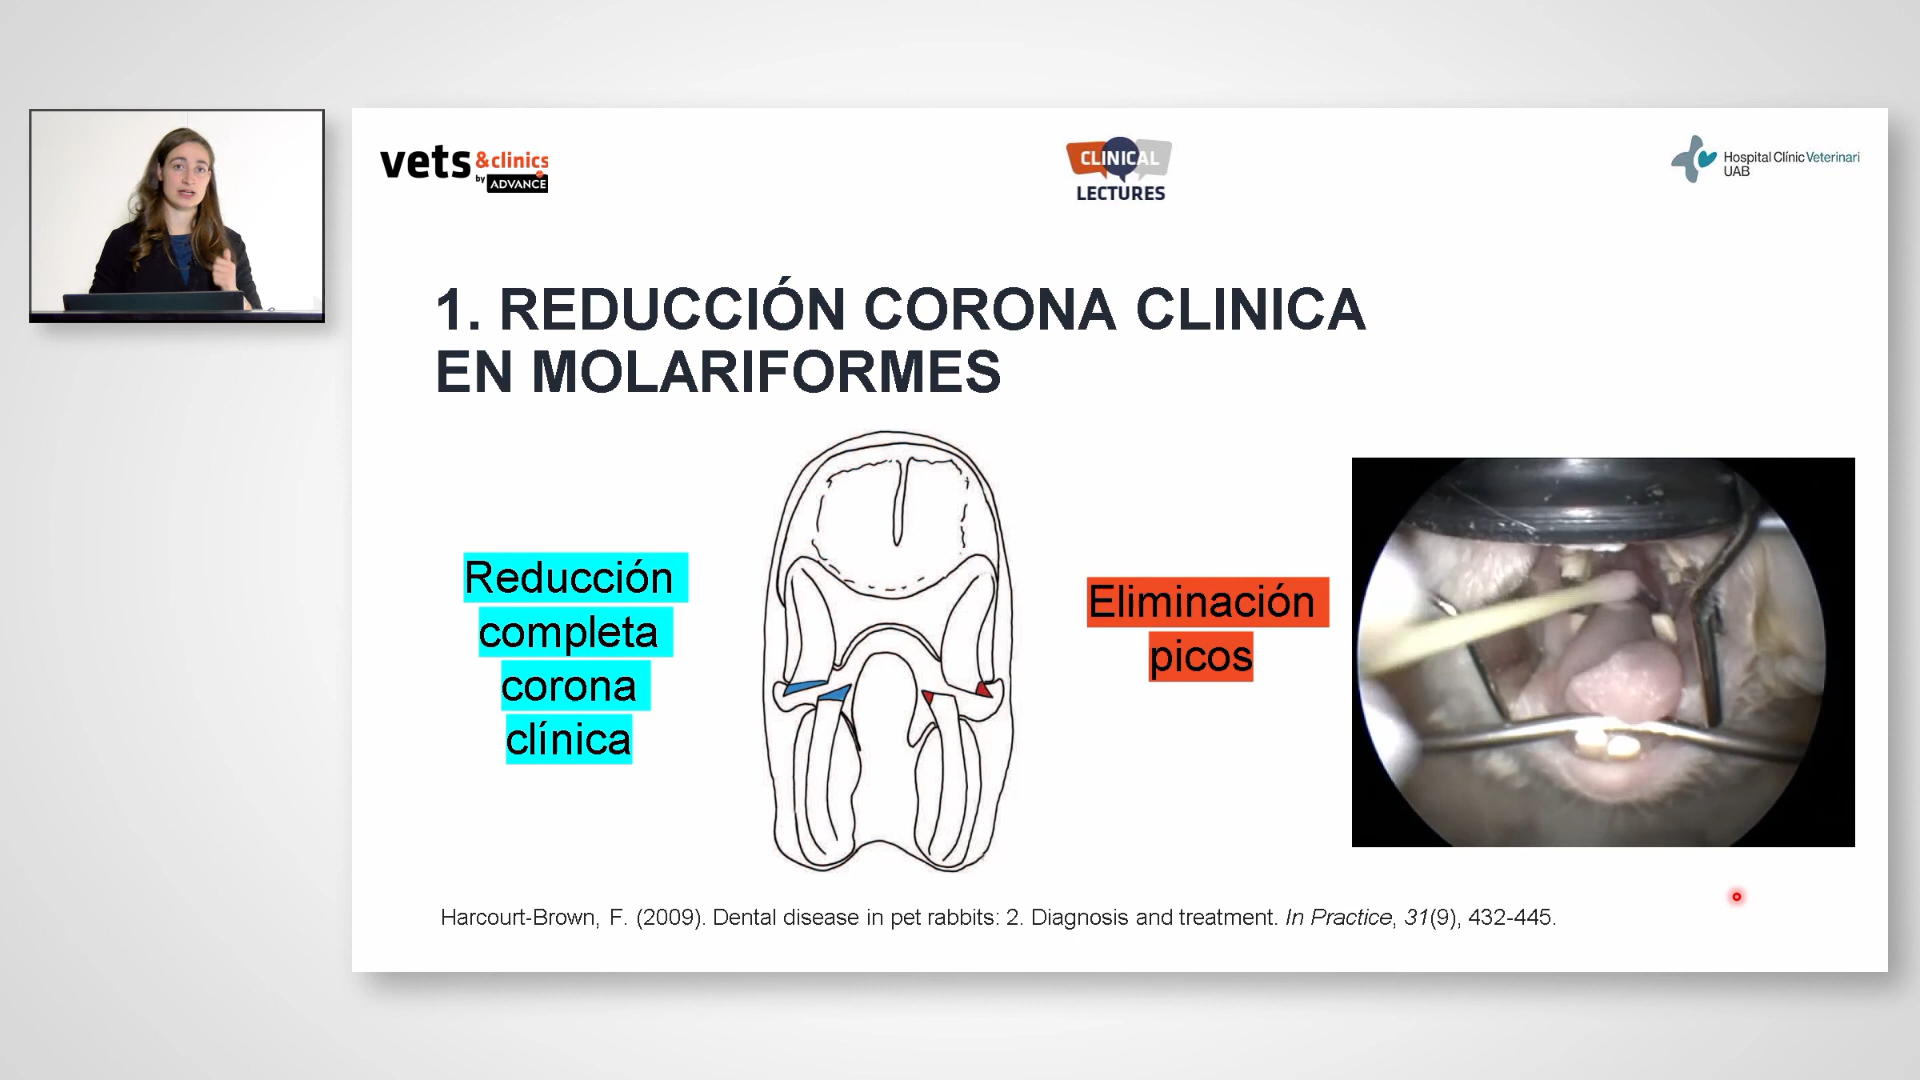 vets &clinics
by ADVANCE
CLINICAL
LECTURES
Hospital Clínic Veterinari
UAB
1. REDUCCIÓN CORONA CLINICA
EN MOLARIFORMES
Reducción
completa
corona
clínica
Eliminación
picos
Harcourt-Brown, F. (2009). Dental disease in pet rabbits: 2. Diagnosis and treatment. In Practice, 31(9), 432-445.